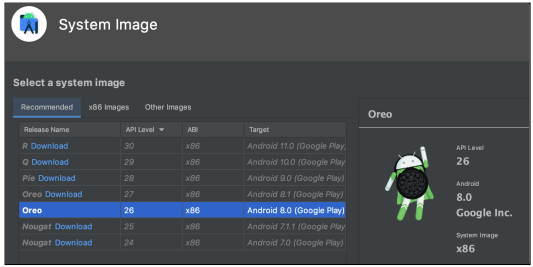 System Image
Select a system image
Recommended x86 Images Other Images
Release Name API Level ABI Target
R Download 30 x86 Android 11.0 (Google Play
Q Download 29 x86 Android 10.0 (Google Play
Pie Download 28 x86 Android 9.0 (Google Play)
Oreo Download 27 x86 Android 8.1 (Google Play)
Oreo 26 x86 Android 8.0 (Google Play)
Nougat Download 25 x86 Android 7.1.1 (Google Play
Nougat Download 24 x86 Android 7.0 (Google Play)
Oreo
API Level
26
Android
8.0
Google Inc.
System Image
x86